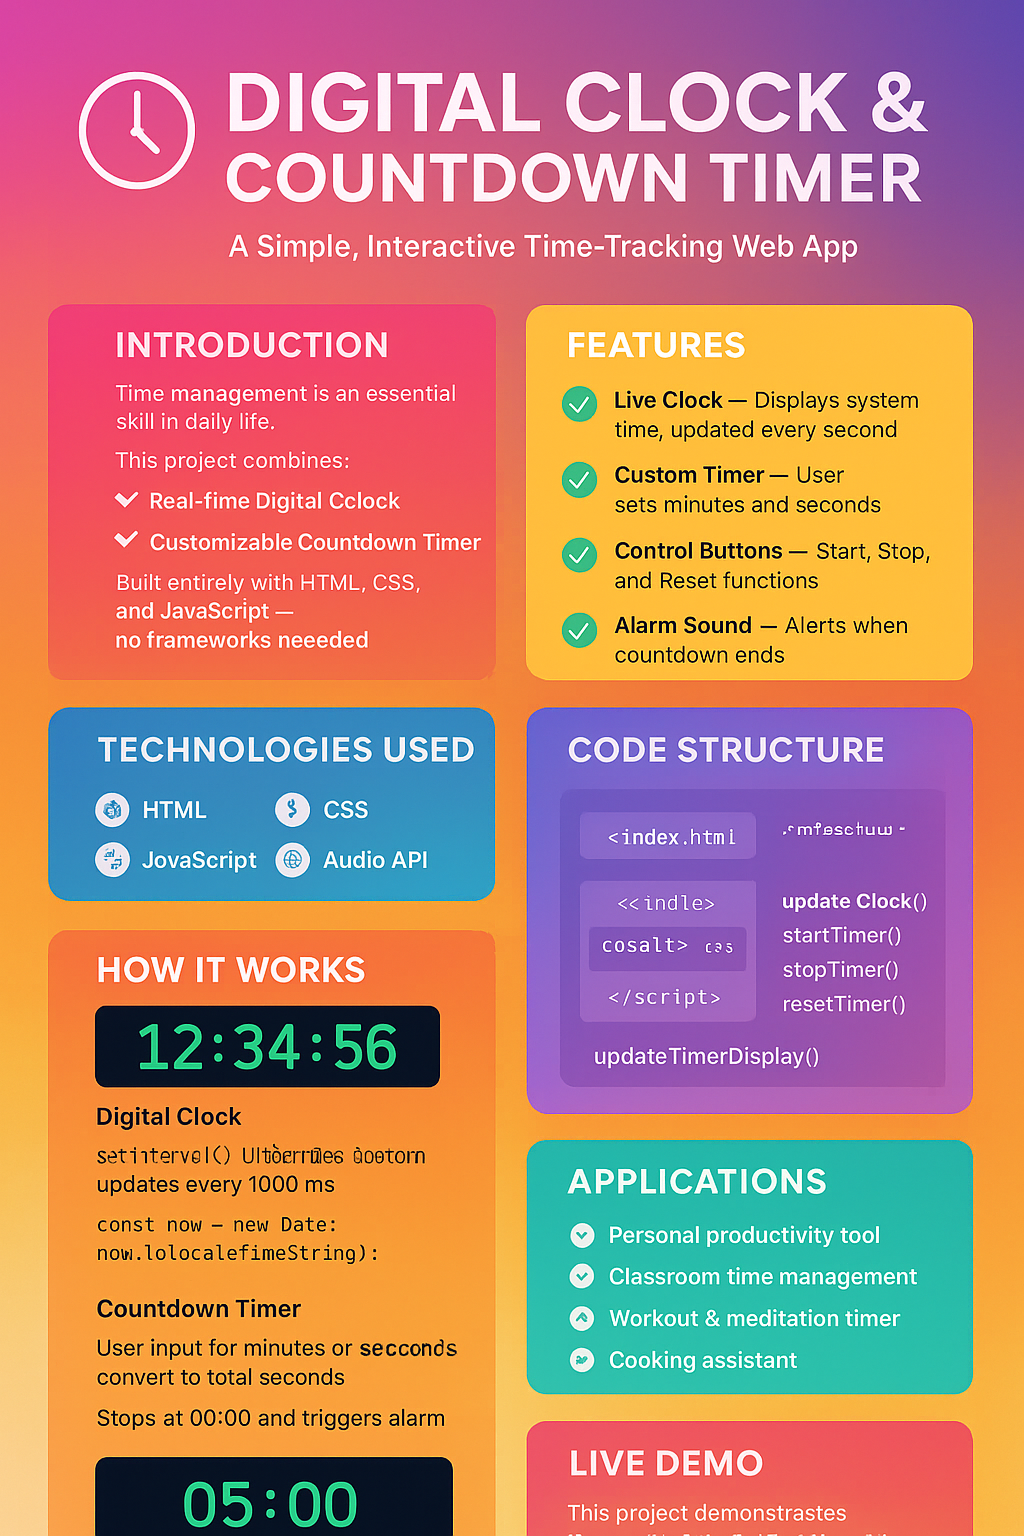 DIGITAL CLOCK &
COUNTDOWN TIMER
A Simple, Interactive Time-Tracking Web App
INTRODUCTION
Time management is an essential
skill in daily life.
This project combines:
Real-fime Digital Cclock
Customizable Countdown Timer
Built entirely with HTML, CSS,
and JavaScript —
no frameworks neeeded
FEATURES
Live Clock — Displays system
time, updated every second
Custom Timer — User
sets minutes and seconds
Control Buttons — Start, Stop,
and Reset functions
Alarm Sound — Alerts when
countdown ends
TECHNOLOGIES USED
HTML
CSS
JovaScript
Audio API
CODE STRUCTURE
<index.html
<<indle>
cosalt>
</script>
update Clock()
startTimer()
stopTimer()
resetTimer()
updateTimerDisplay()
HOW IT WORKS
12:34:56
Digital Clock
setintervel()
updates every 1000 ms
const now – new Date:
now.lolocalefimeString):
Countdown Timer
User input for minutes or secconds
convert to total seconds
Stops at 00:00 and triggers alarm
05:00
APPLICATIONS
Personal productivity tool
Classroom time management
Workout & meditation timer
Cooking assistant
LIVE DEMO
This project demonstrastes